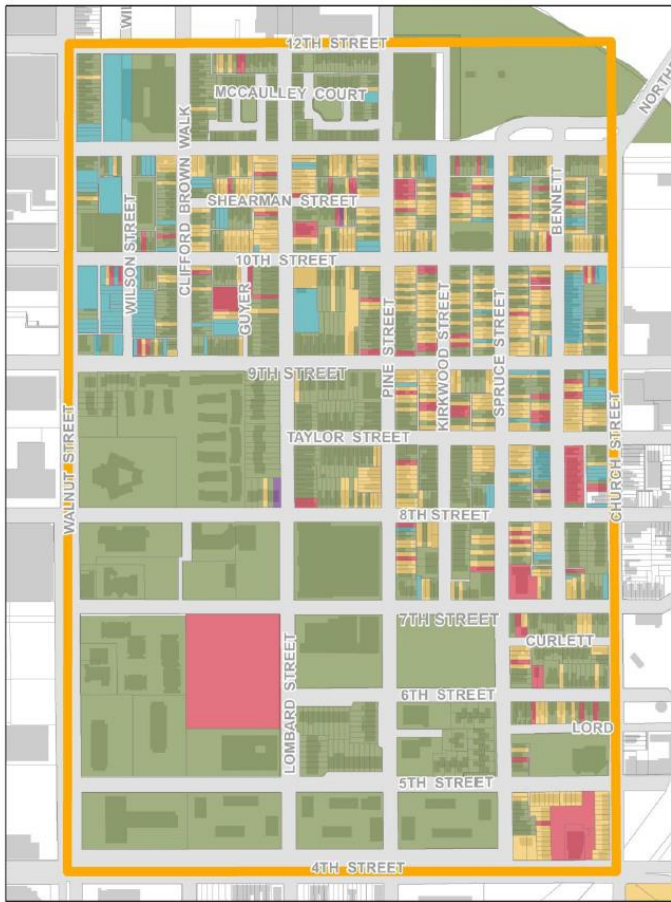 WIL
12TH STREET
MCCAULLEY COURT
NORTH
CLIFFORD BROWN WALK
SHEARMAN STREET
BENNETT
WILSON STREET
10TH STREET
GUYER
PINE STREET
KIRKWOOD STREET
SPRUCE STREET
9TH STREET
WALNUT STREET
TAYLOR STREET
CHURCH STREET
8TH STREET
7TH STREET
CURLETT
LOMBARD STREET
6TH STREET
LORD
5TH STREET
4TH STREET